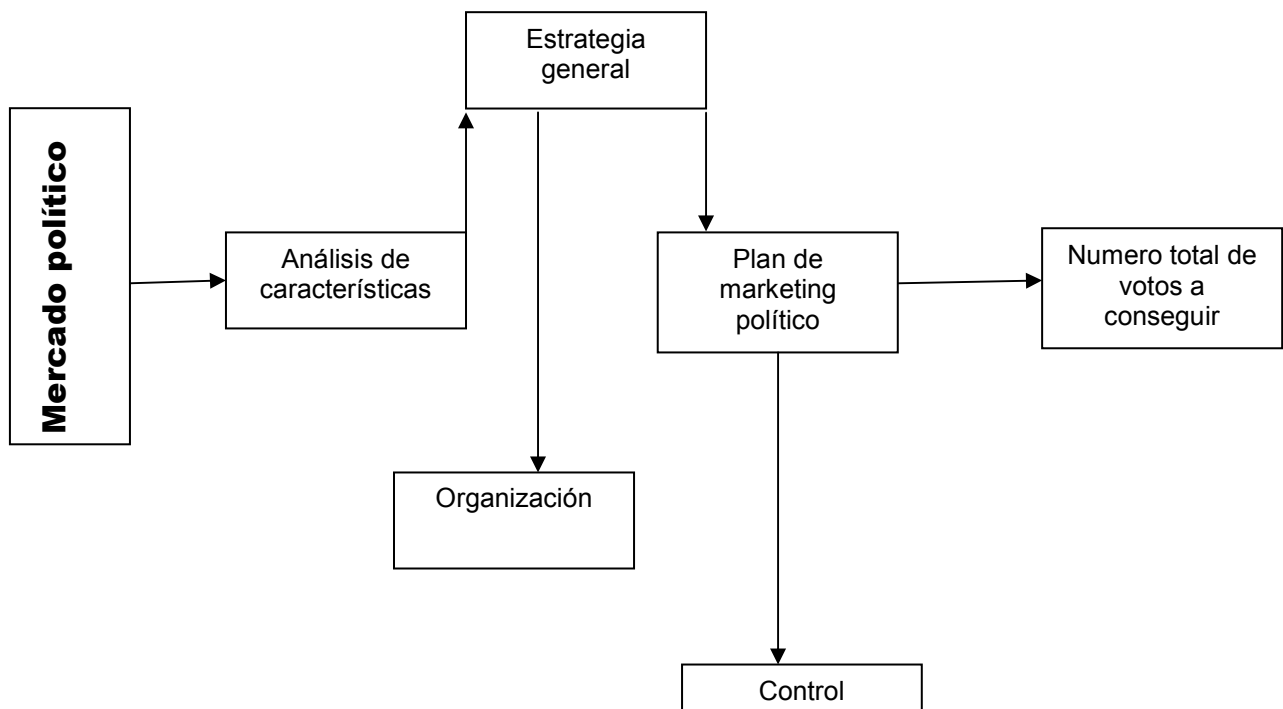 Estrategia
general
Mercado político
Análisis de
características
Plan de
marketing
político
Numero total de
votos a
conseguir
Organización
Control